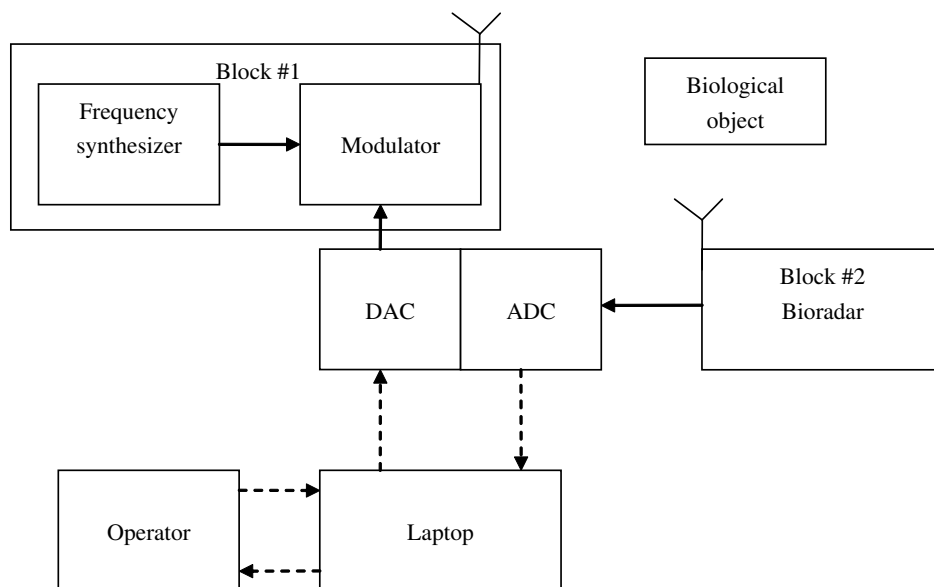 Block #1
Frequency
synthesizer
Modulator
Biological
object
DAC
ADC
Block #2
Bioradar
Operator
Laptop